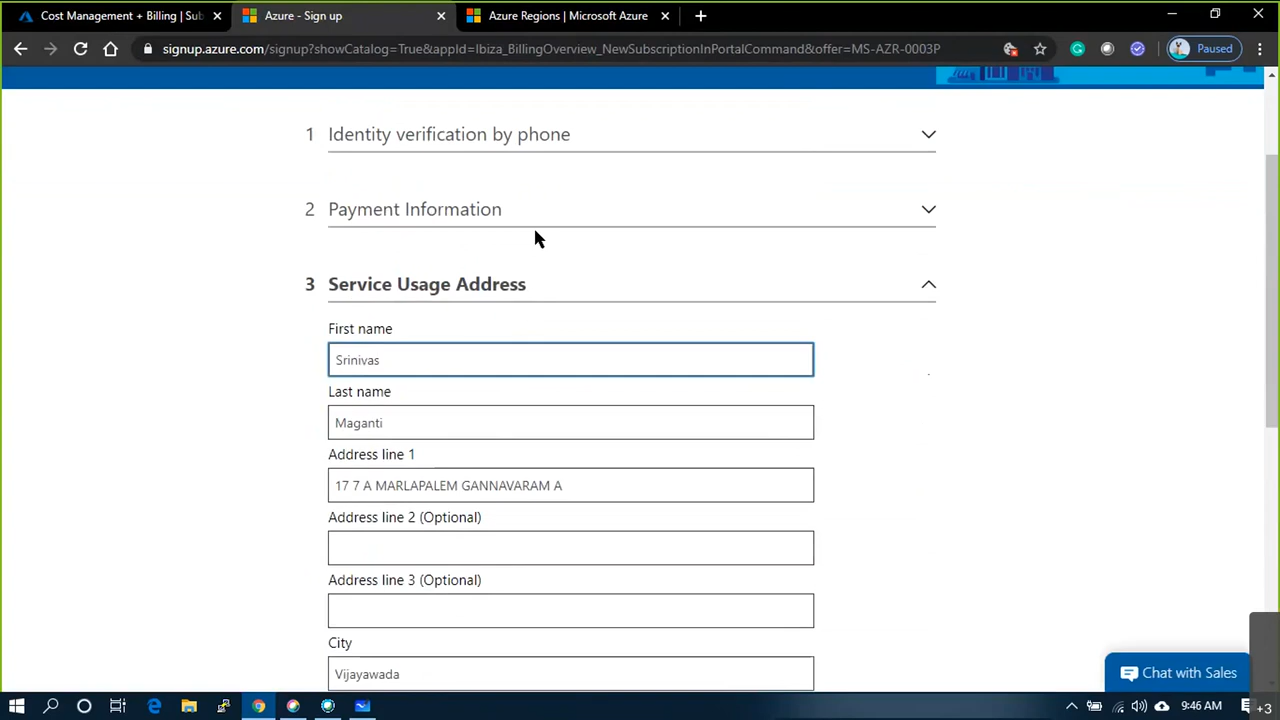 Cost Management + Billing | Sub
Azure - Sign up
Azure Regions | Microsoft Azure
signup.azure.com/signup?showCatalog=True&appId=Ibiza_BillingOverview_NewSubscriptionInPortalCommand&offer=MS-AZR-0003P
Paused
1 Identity verification by phone
2 Payment Information
3 Service Usage Address
First name
Srinivas
Last name
Maganti
Address line 1
17 7 A MARLAPALEM GANNAVARAM A
Address line 2 (Optional)
Address line 3 (Optional)
City
Vijayawada
Chat with Sales
9:46 AM
+3